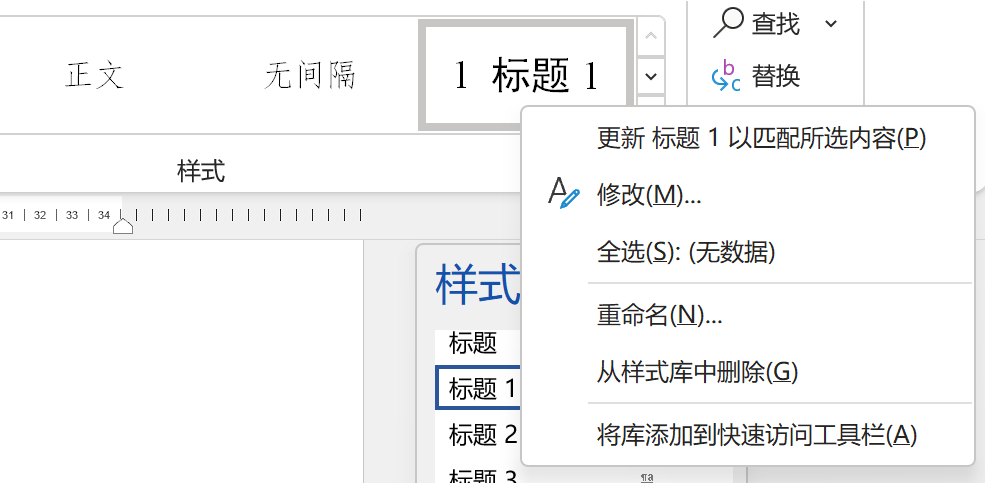 查找
正文 无间隔 1 标题 1
替换
样式
31 32 33 34
更新 标题 1 以匹配所选内容(P)
修改(M)...
全选(S): (无数据)
重命名(N)...
从样式库中删除(G)
将库添加到快速访问工具栏(A)
样式
标题
标题 1
标题 2
标题 3 ¶a